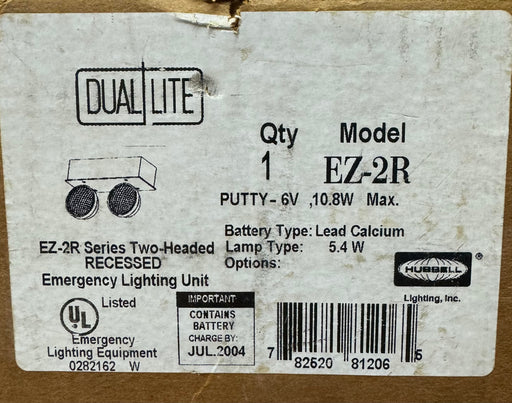 DUAL LITE
Qty Model
1 EZ-2R
PUTTY - 6V ,10.8W Max.
Battery Type: Lead Calcium
Lamp Type: 5.4 W
Options:
EZ-2R Series Two-Headed
RECESSED
Emergency Lighting Unit
HUBBELL ®
Lighting, Inc.
Listed
UL ®
Emergency
Lighting Equipment
0282162 W
IMPORTANT
CONTAINS
BATTERY
CHARGE BY:
JUL.2004
7 82520 81206 5